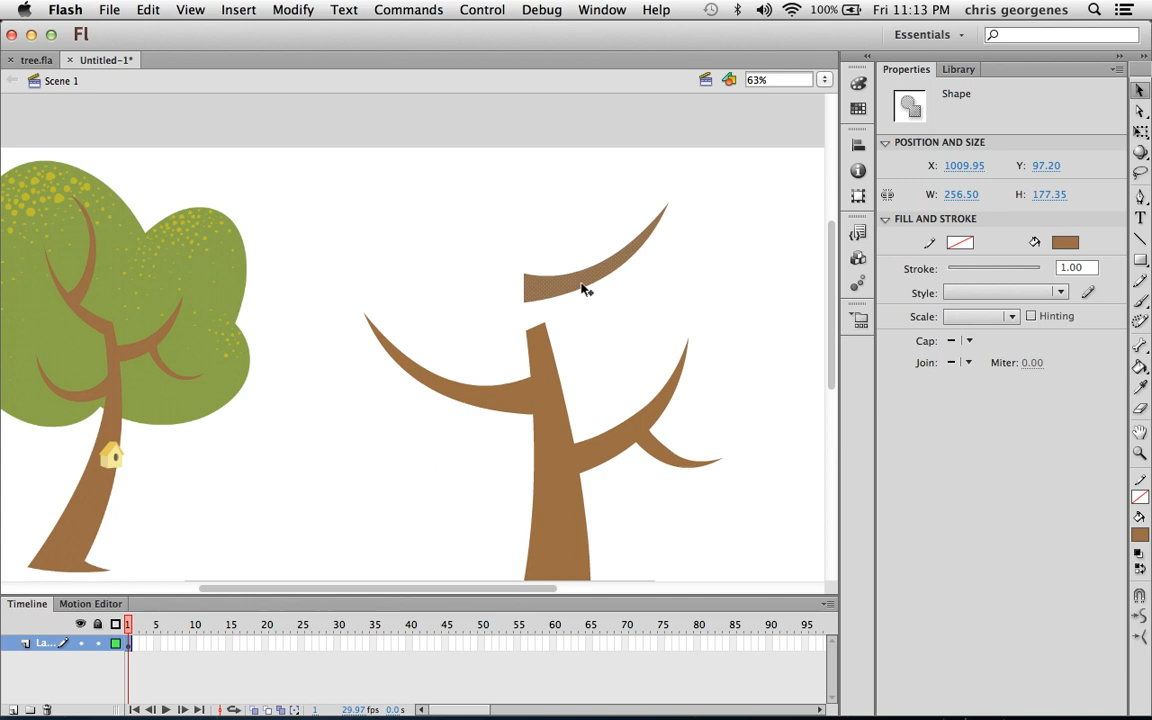 Flash File Edit View Insert Modify Text Commands Control Debug Window Help 100% Fri 11:13 PM chris georgenes
Fl Essentials
tree.fla Untitled-1*
Scene 1 63%
Properties Library
Shape
POSITION AND SIZE
X: 1009.95 Y: 97.20
W: 256.50 H: 177.35
FILL AND STROKE
Stroke: 1.00
Style:
Scale: Hinting
Cap:
Join: Miter: 0.00
Timeline Motion Editor
1 5 10 15 20 25 30 35 40 45 50 55 60 65 70 75 80 85 90 95
La...
1 29.97 fps 0.0 s